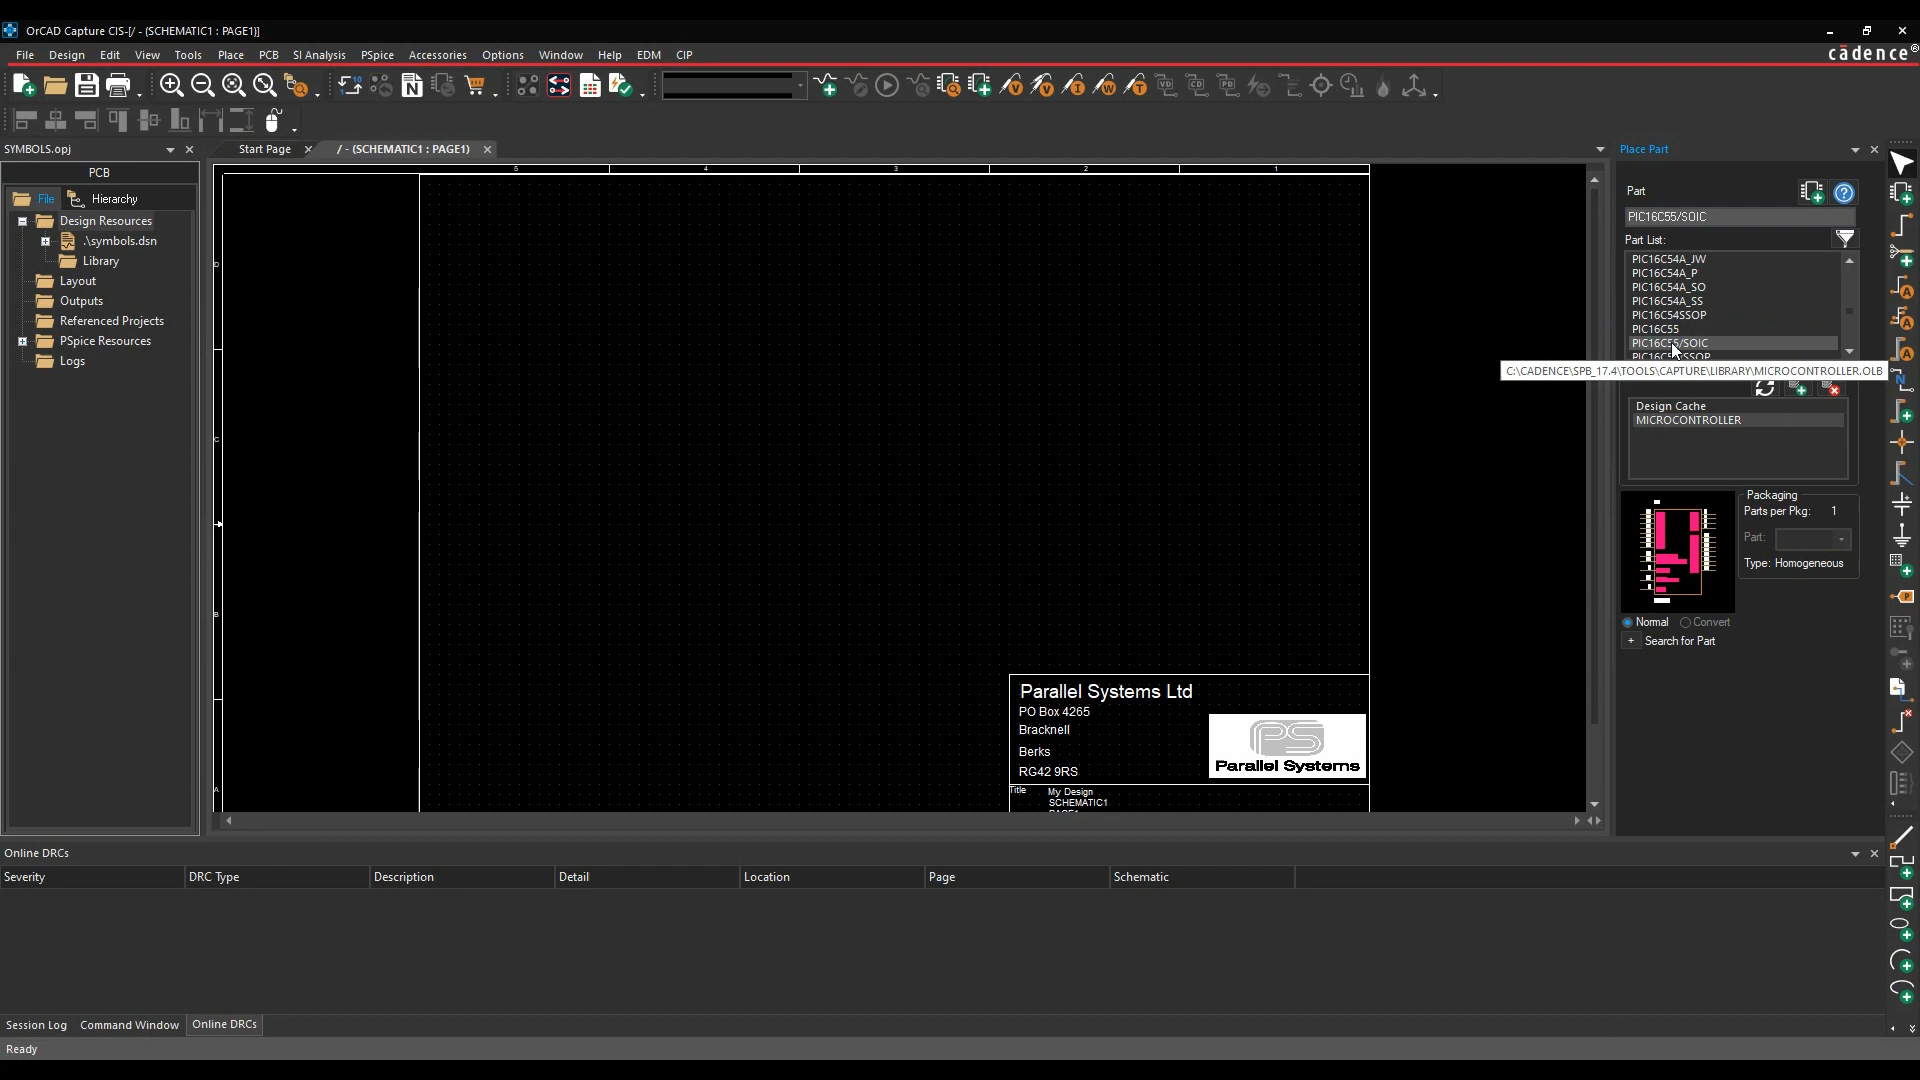 OrCAD Capture CIS-[/ - (SCHEMATIC1 : PAGE1)]
File Design Edit View Tools Place PCB SI Analysis PSpice Accessories Options Window Help EDM CIP
cādence®
SYMBOLS.opj
Start Page
/ - (SCHEMATIC1 : PAGE1)
Place Part
PCB
File
Hierarchy
Design Resources
.\symbols.dsn
Library
Layout
Outputs
Referenced Projects
PSpice Resources
Logs
5 4 3 2 1
D
C
B
A
Parallel Systems Ltd
PO Box 4265
Bracknell
Berks
RG42 9RS
PS
Parallel Systems
Title
My Design
SCHEMATIC1
Part
PIC16C55/SOIC
Part List:
PIC16C54A_JW
PIC16C54A_P
PIC16C54A_SO
PIC16C54A_SS
PIC16C54SSOP
PIC16C55
PIC16C55/SOIC
C:\CADENCE\SPB_17.4\TOOLS\CAPTURE\LIBRARY\MICROCONTROLLER.OLB
Design Cache
MICROCONTROLLER
Packaging
Parts per Pkg: 1
Part:
Type: Homogeneous
Normal Convert
+ Search for Part
Online DRCs
Severity DRC Type Description Detail Location Page Schematic
Session Log Command Window Online DRCs
Ready